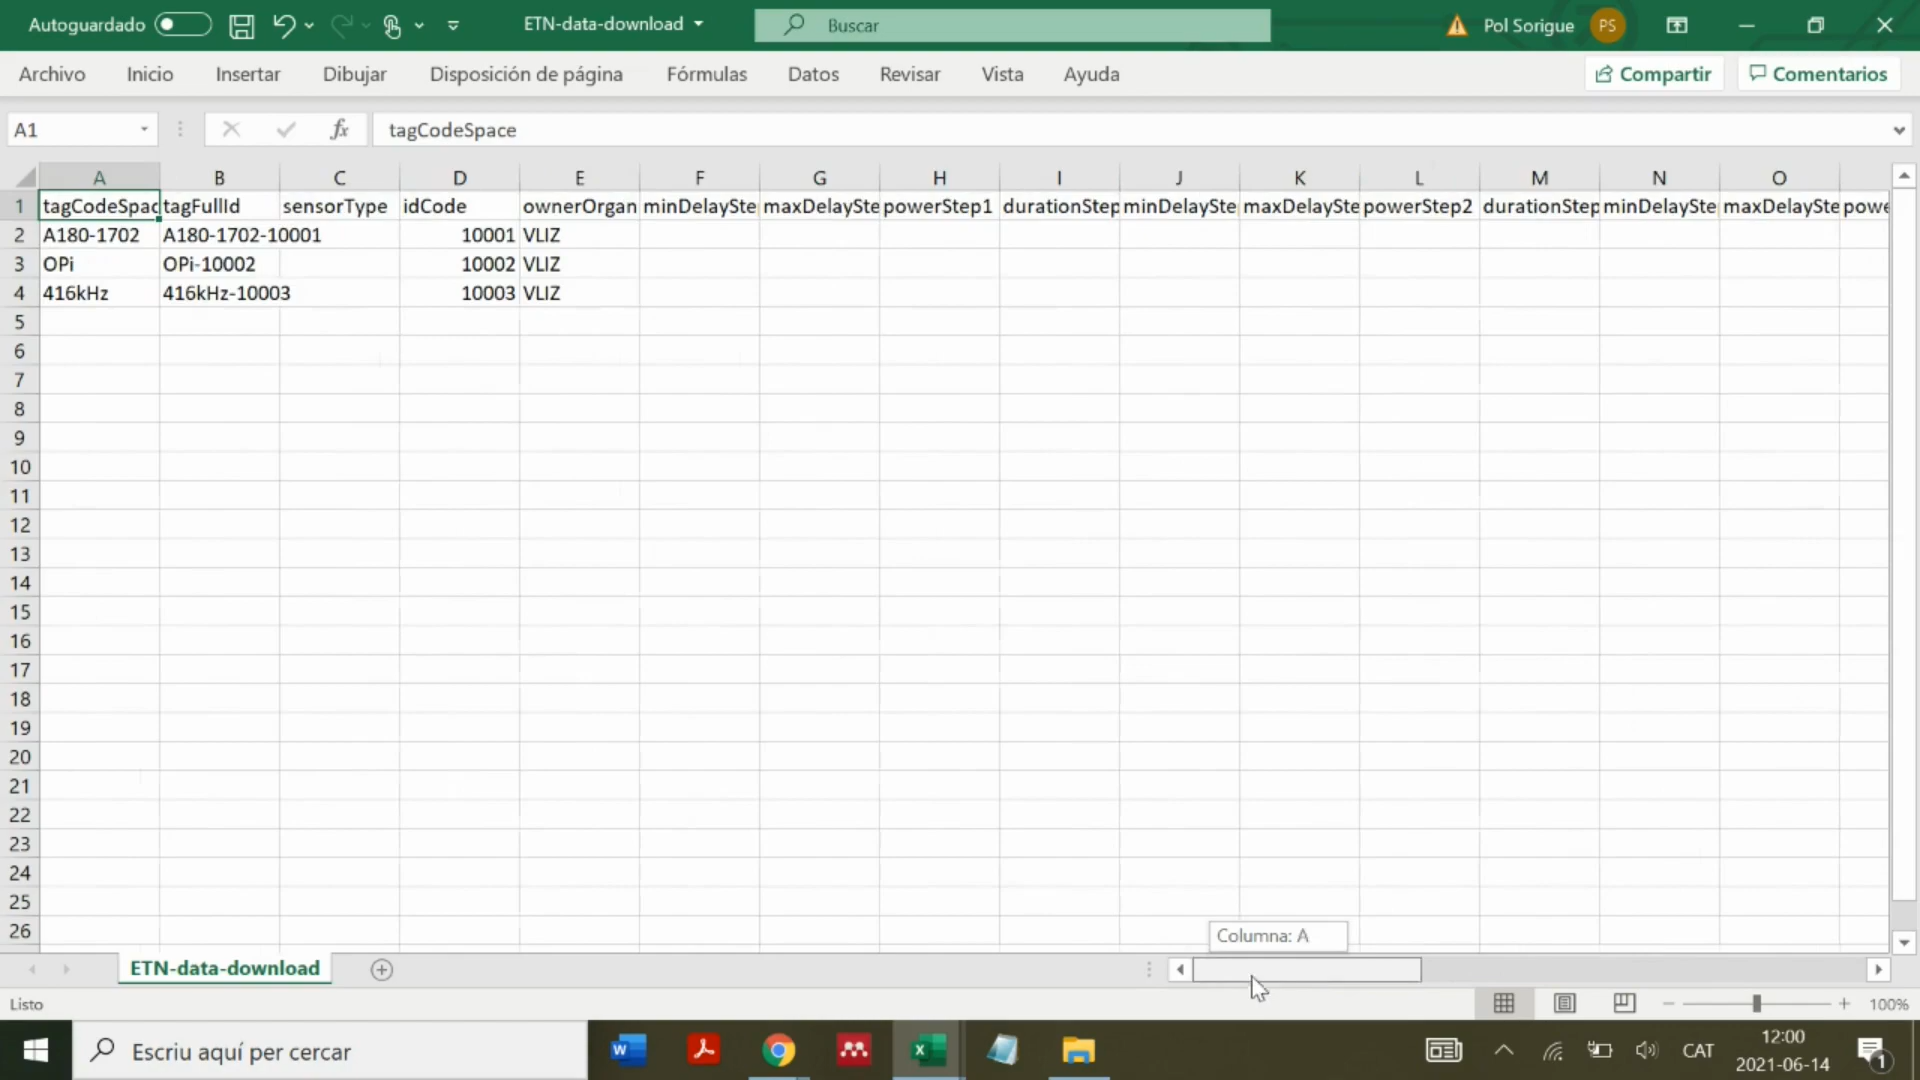 Autoguardado
ETN-data-download
Buscar
Pol Sorigue
PS
Archivo Inicio Insertar Dibujar Disposición de página Fórmulas Datos Revisar Vista Ayuda
Compartir
Comentarios
A1
fx
tagCodeSpace
A B C D E F G H I J K L M N O
1 tagCodeSpac tagFullId sensorType idCode ownerOrgan minDelaySte maxDelaySte powerStep1 durationStep minDelaySte maxDelaySte powerStep2 durationStep minDelaySte maxDelaySte powe
2 A180-1702 A180-1702-10001 10001 VLIZ
3 OPi OPi-10002 10002 VLIZ
4 416kHz 416kHz-10003 10003 VLIZ
5
6
7
8
9
10
11
12
13
14
15
16
17
18
19
20
21
22
23
24
25
26
Columna: A
ETN-data-download
Listo
100%
Escriu aquí per cercar
W
X
CAT
12:00
2021-06-14
1